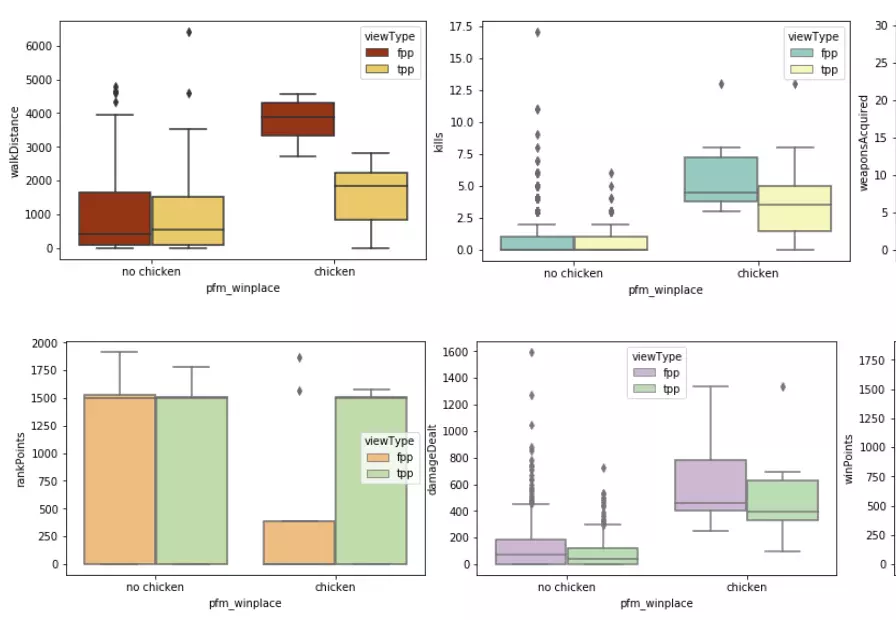 viewType
fpp
tpp
walkDistance
6000
5000
4000
3000
2000
1000
0
no chicken
chicken
pfm_winplace
viewType
fpp
tpp
kills
17.5
15.0
12.5
10.0
7.5
5.0
2.5
0.0
no chicken
chicken
pfm_winplace
weaponsAcquired
30
25
20
15
10
5
0
rankPoints
2000
1750
1500
1250
1000
750
500
250
0
viewType
fpp
tpp
no chicken
chicken
pfm_winplace
damageDealt
1600
1400
1200
1000
800
600
400
200
0
viewType
fpp
tpp
no chicken
chicken
pfm_winplace
winPoints
1750
1500
1250
1000
750
500
250
0